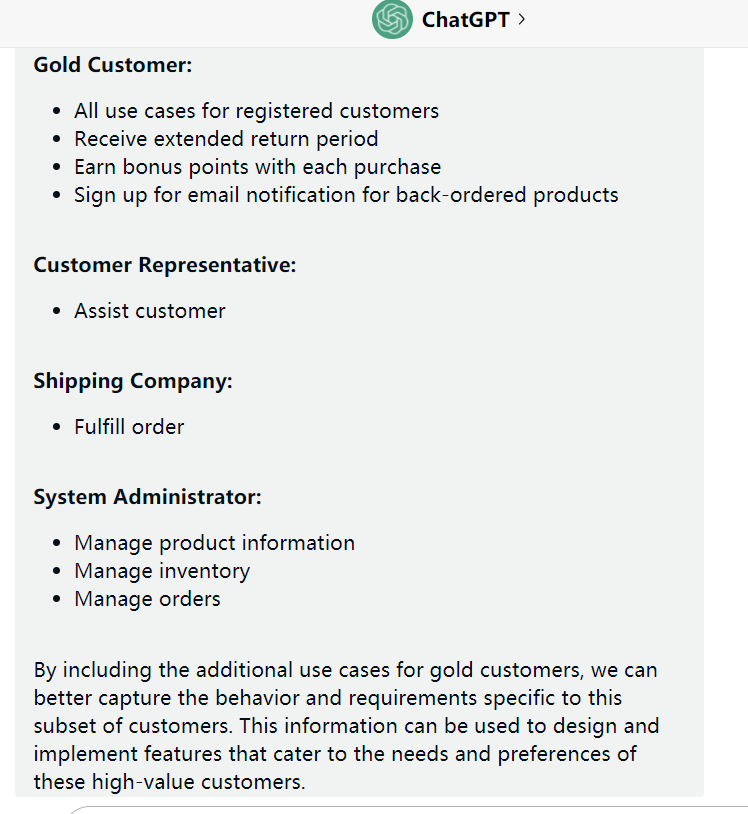 ChatGPT >
Gold Customer:
• All use cases for registered customers
• Receive extended return period
• Earn bonus points with each purchase
• Sign up for email notification for back-ordered products
Customer Representative:
• Assist customer
Shipping Company:
• Fulfill order
System Administrator:
• Manage product information
• Manage inventory
• Manage orders
By including the additional use cases for gold customers, we can
better capture the behavior and requirements specific to this
subset of customers. This information can be used to design and
implement features that cater to the needs and preferences of
these high-value customers.